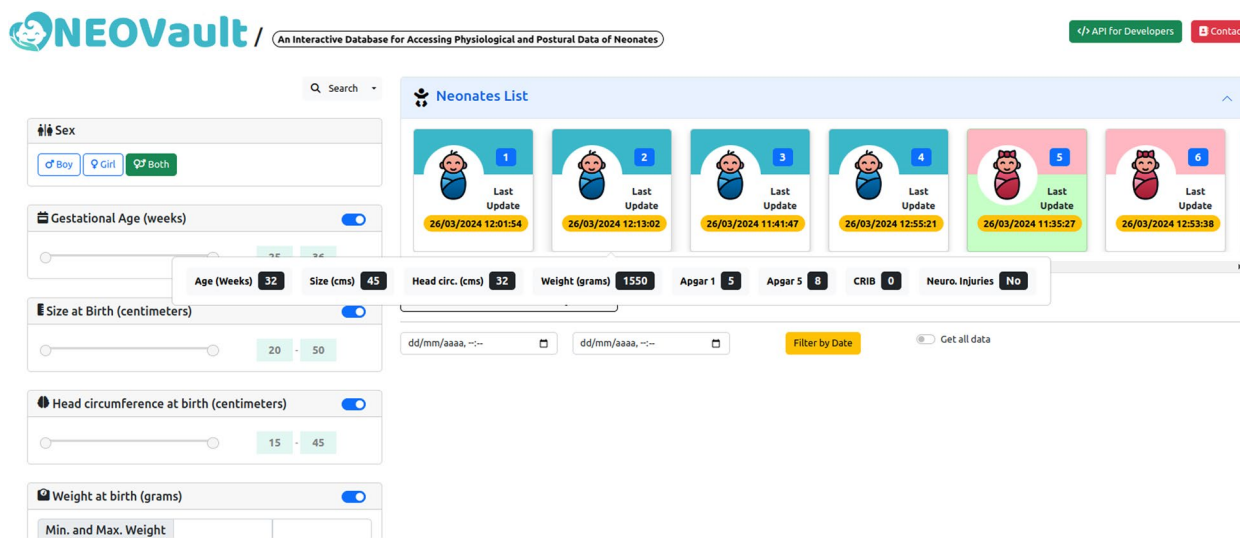 NEOVault / An Interactive Database for Accessing Physiological and Postural Data of Neonates
</> API for Developers
Search
Sex
Boy Girl Both
Gestational Age (weeks)
Size at Birth (centimeters)
20 - 50
Head circumference at birth (centimeters)
15 - 45
Weight at birth (grams)
Min. and Max. Weight
Neonates List
1 2 3 4 5 6
Last Update Last Update Last Update Last Update Last Update Last Update
26/03/2024 12:01:54 26/03/2024 12:13:02 26/03/2024 11:41:47 26/03/2024 12:55:21 26/03/2024 11:35:27 26/03/2024 12:53:38
Age (Weeks) 32 Size (cms) 45 Head circ. (cms) 32 Weight (grams) 1550 Apgar 1 5 Apgar 5 8 CRIB 0 Neuro. Injuries No
dd/mm/aaaa, --:-- dd/mm/aaaa, --:-- Filter by Date Get all data